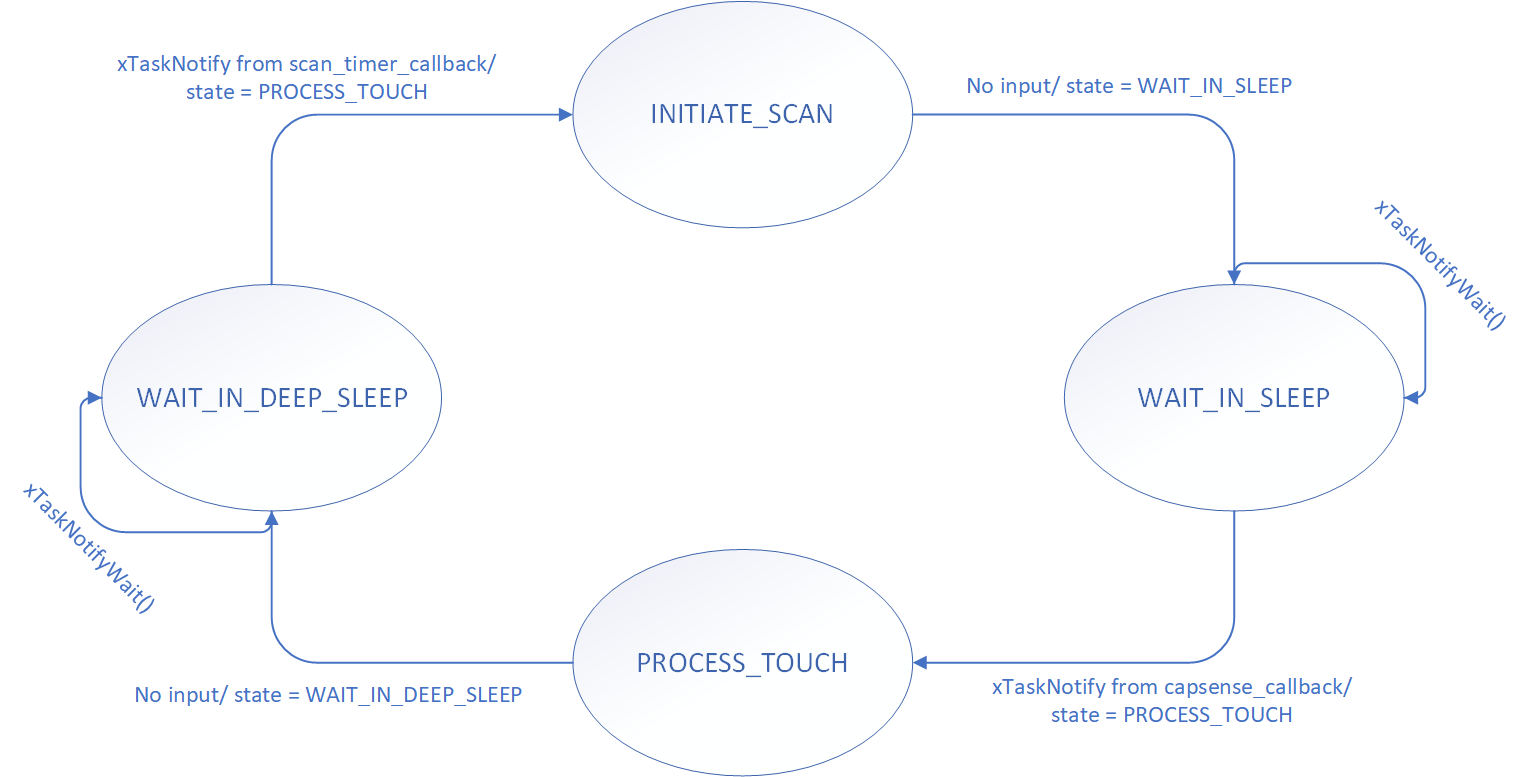 xTaskNotify from scan_timer_callback/
state = PROCESS_TOUCH
INITIATE_SCAN
No input/ state = WAIT_IN_SLEEP
xTaskNotifyWait()
WAIT_IN_DEEP_SLEEP
WAIT_IN_SLEEP
xTaskNotifyWait()
PROCESS_TOUCH
No input/ state = WAIT_IN_DEEP_SLEEP
xTaskNotify from capsense_callback/
state = PROCESS_TOUCH